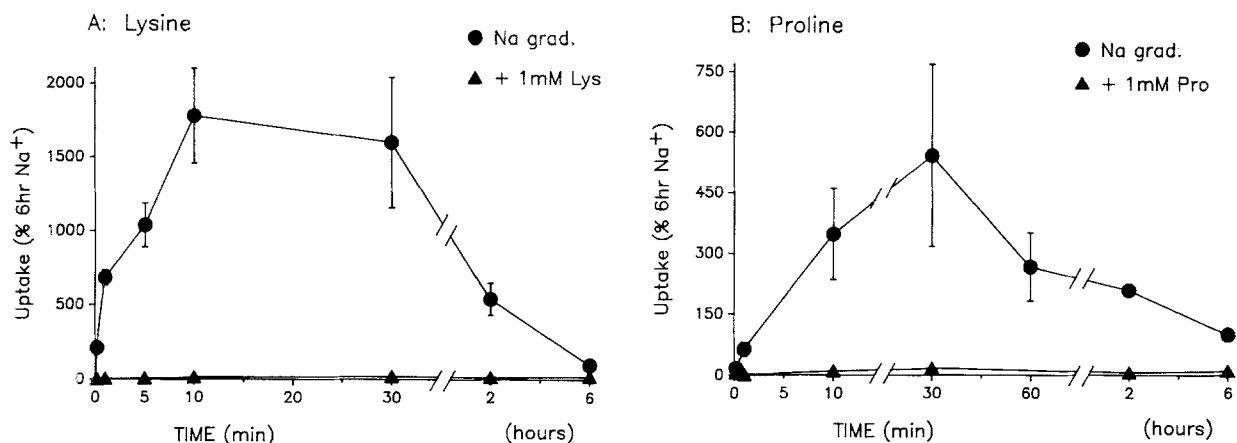 A: Lysine
● Na grad.
▲ + 1mM Lys
Uptake (% 6hr Na⁺)
2000
1500
1000
500
0
0 5 10 20 30 2 6
TIME (min) (hours)
B: Proline
● Na grad.
▲ + 1mM Pro
Uptake (% 6hr Na⁺)
750
600
450
300
150
0
0 10 30 60 2 6
TIME (min) (hours)